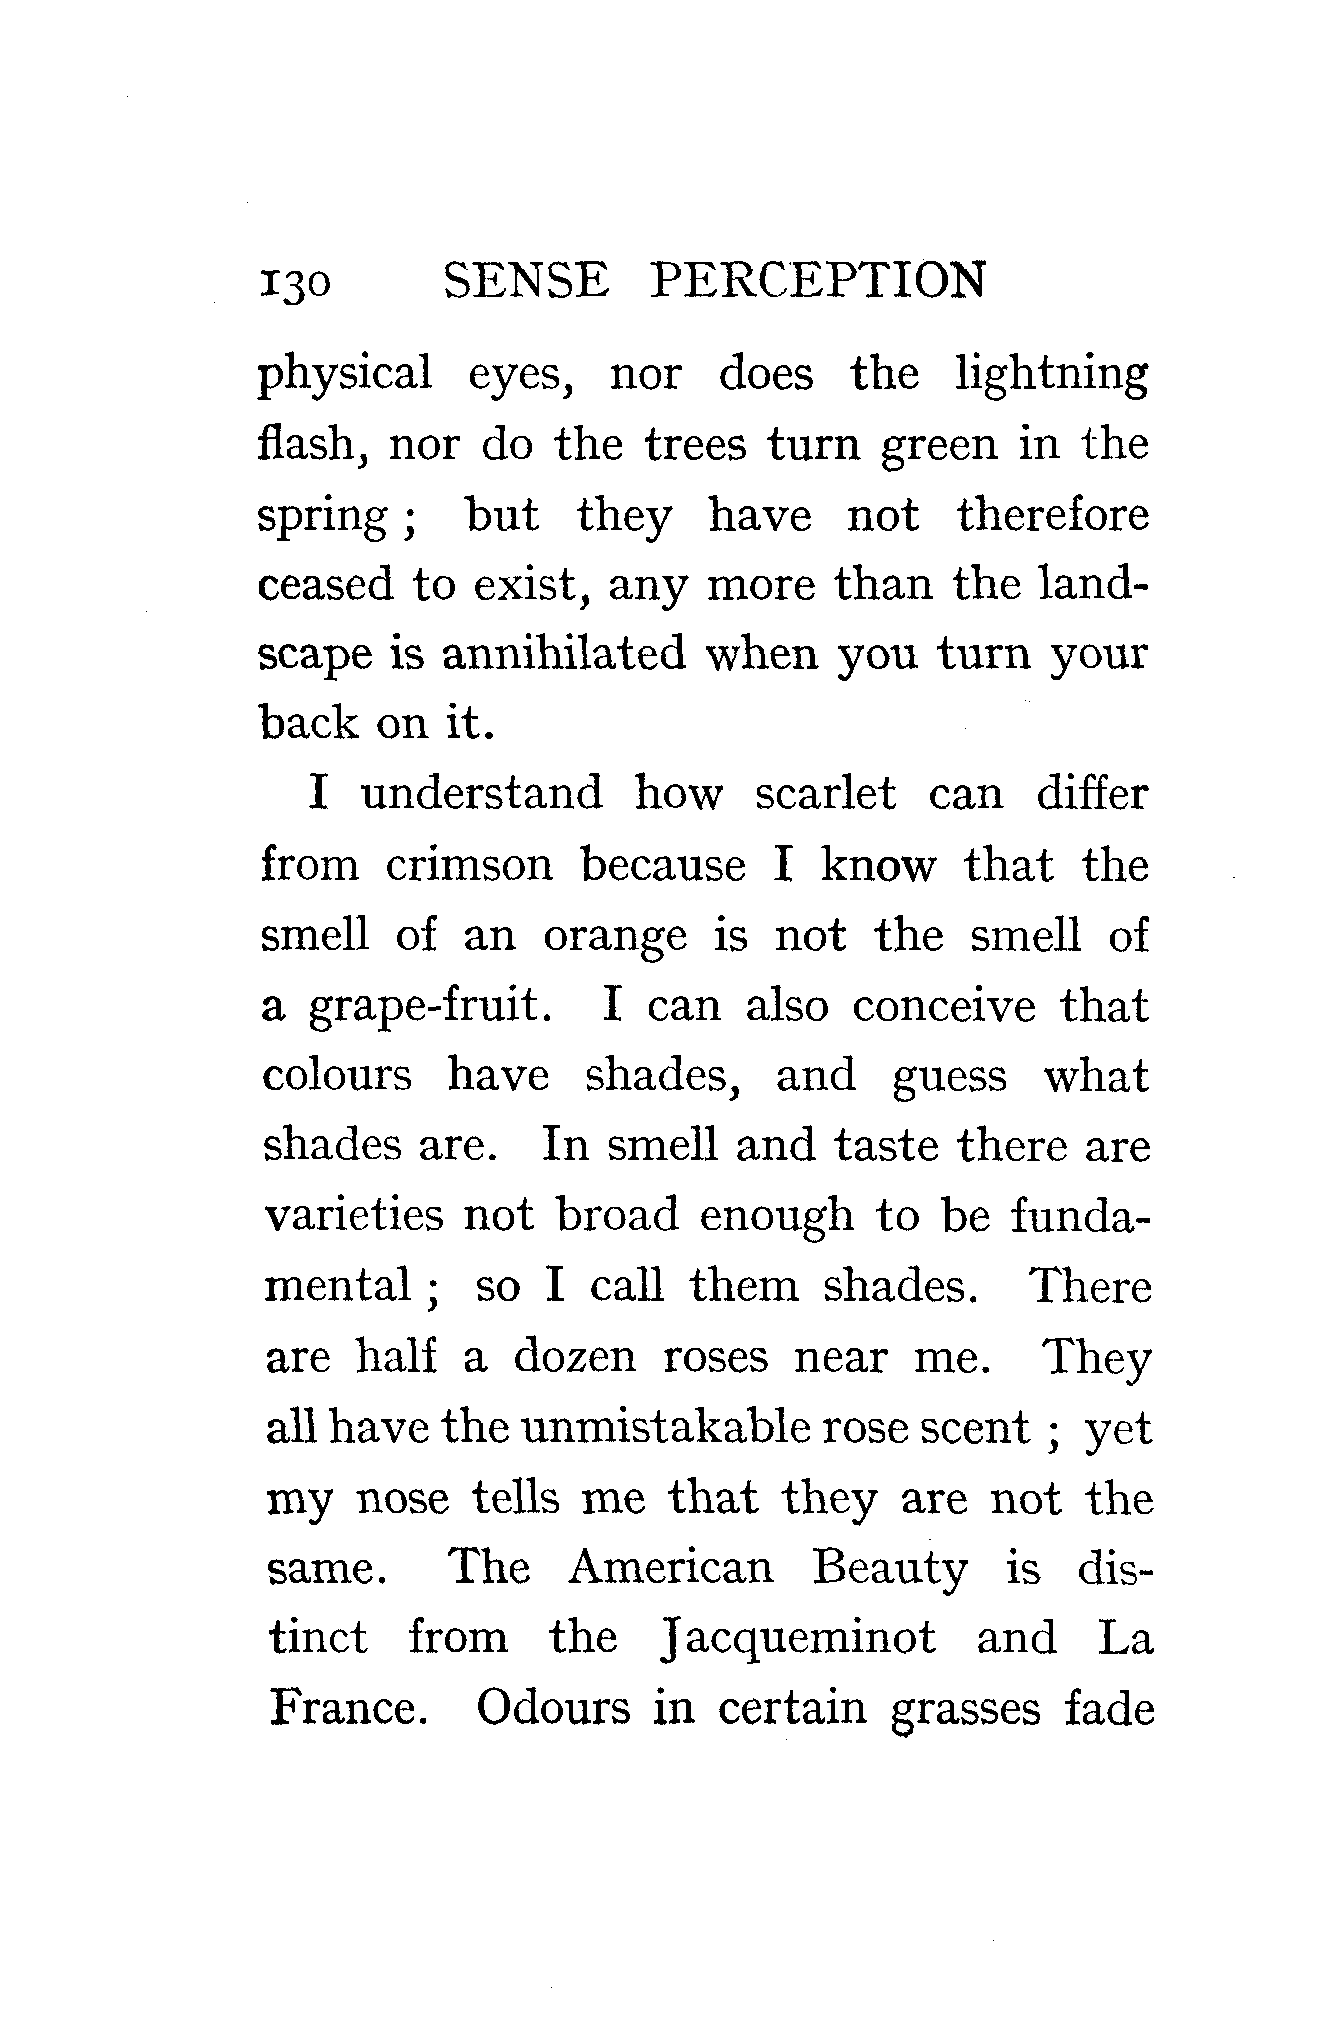 130 SENSE PERCEPTION
physical eyes, nor does the lightning
flash, nor do the trees turn green in the
spring ; but they have not therefore
ceased to exist, any more than the land-
scape is annihilated when you turn your
back on it.
I understand how scarlet can differ
from crimson because I know that the
smell of an orange is not the smell of
a grape-fruit. I can also conceive that
colours have shades, and guess what
shades are. In smell and taste there are
varieties not broad enough to be funda-
mental ; so I call them shades. There
are half a dozen roses near me. They
all have the unmistakable rose scent ; yet
my nose tells me that they are not the
same. The American Beauty is dis-
tinct from the Jacqueminot and La
France. Odours in certain grasses fade